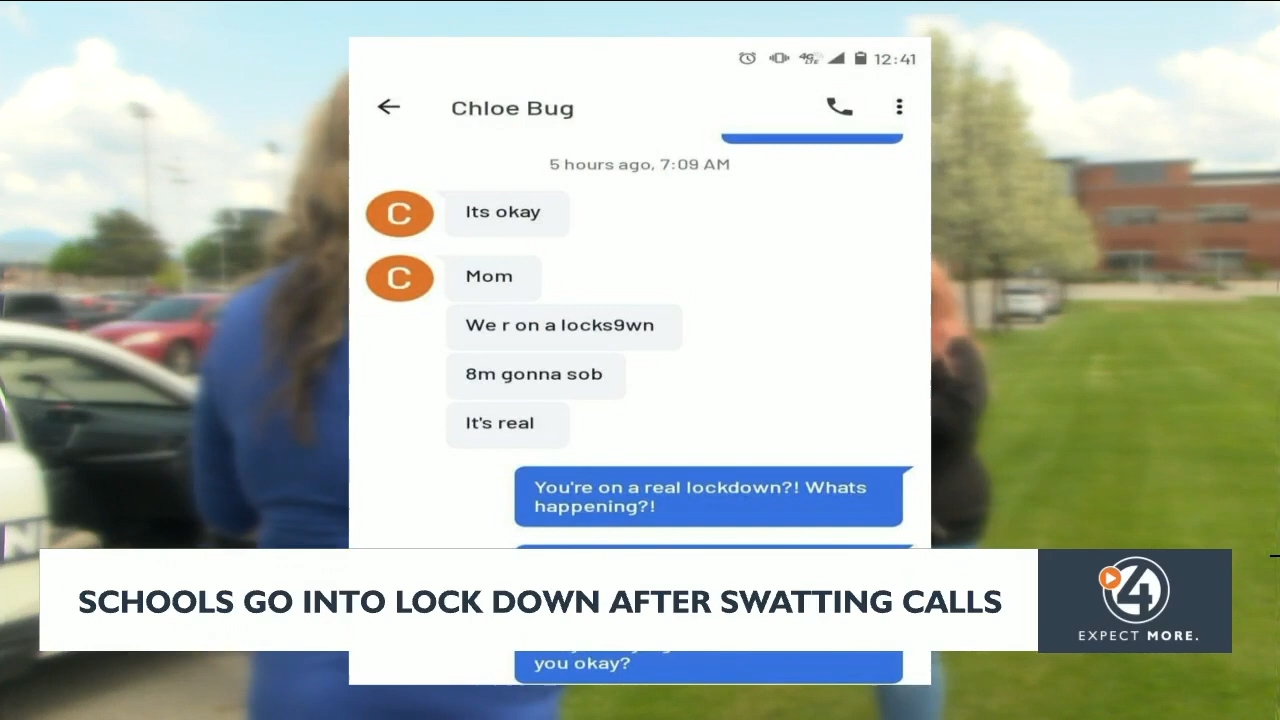 4G LTE 12:41
Chloe Bug
5 hours ago, 7:09 AM
C
Its okay
C
Mom
We r on a locks9wn
8m gonna sob
It's real
You're on a real lockdown?! Whats
happening?!
SCHOOLS GO INTO LOCK DOWN AFTER SWATTING CALLS
4
EXPECT MORE.
you okay?
N